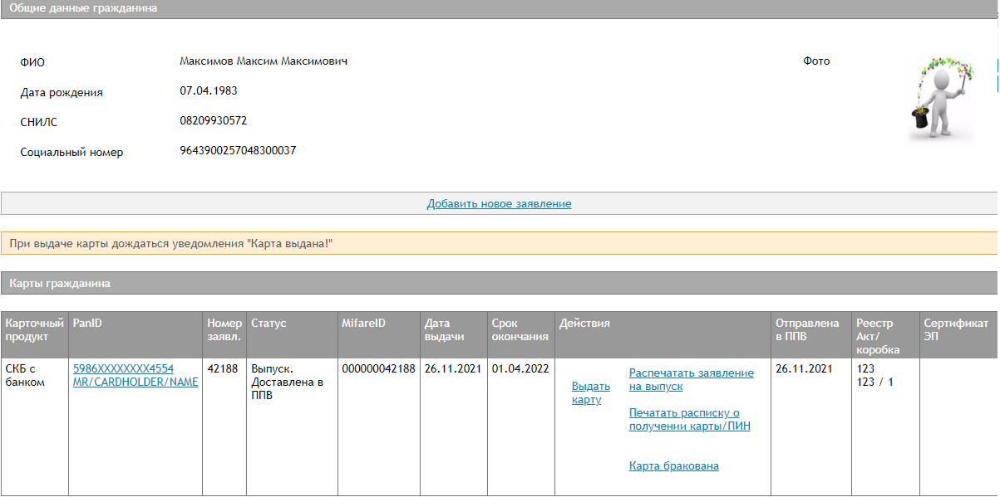 Общие данные гражданина
ФИО
Максимов Максим Максимович
Фото
Дата рождения
07.04.1983
СНИЛС
08209930572
Социальный номер
9643900257048300037
Добавить новое заявление
При выдаче карты дождаться уведомления "Карта выдана!"
Карты гражданина
Карточный продукт
PanID
Номер заявл.
Статус
MifareID
Дата выдачи
Срок окончания
Действия
Отправлена в ППВ
Реестр Акт/ коробка
Сертификат ЭП
СКБ с банком
5986XXXXXXXX4554
MR/CARDHOLDER/NAME
42188
Выпуск. Доставлена в ППВ
000000042188
26.11.2021
01.04.2022
Выдать карту
Распечатать заявление на выпуск
Печатать расписку о получении карты/ПИН
Карта бракована
26.11.2021
123
123 / 1